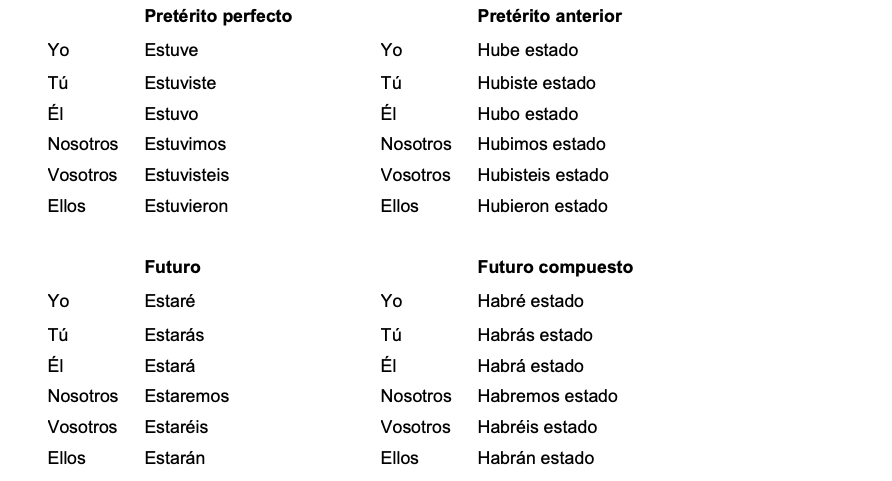 Pretérito perfecto Pretérito anterior
Yo Estuve Yo Hube estado
Tú Estuviste Tú Hubiste estado
Él Estuvo Él Hubo estado
Nosotros Estuvimos Nosotros Hubimos estado
Vosotros Estuvisteis Vosotros Hubisteis estado
Ellos Estuvieron Ellos Hubieron estado
Futuro Futuro compuesto
Yo Estaré Yo Habré estado
Tú Estarás Tú Habrás estado
Él Estará Él Habrá estado
Nosotros Estaremos Nosotros Habremos estado
Vosotros Estaréis Vosotros Habréis estado
Ellos Estarán Ellos Habrán estado